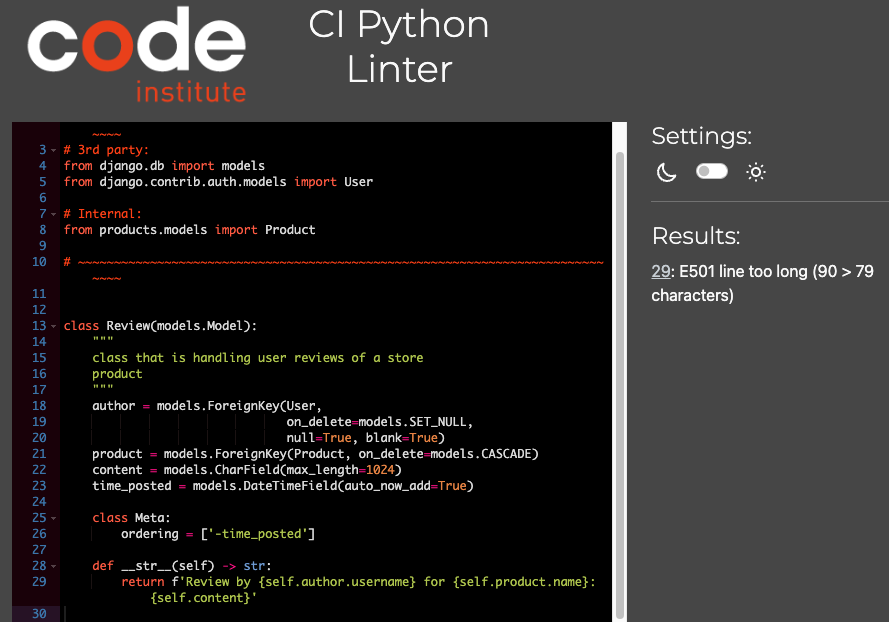 code
institute
CI Python
Linter
~~~~
3 # 3rd party:
4 from django.db import models
5 from django.contrib.auth.models import User
6
7 # Internal:
8 from products.models import Product
9
10 # ~~~~~~~~~~~~~~~~~~~~~~~~~~~~~~~~~~~~~~~~~~~~~~~~~~~~~~~~~~~~~~~~~~~~~~~~~
~~~~
11
12
13 class Review(models.Model):
14 """
15 class that is handling user reviews of a store
16 product
17 """
18 author = models.ForeignKey(User,
19 on_delete=models.SET_NULL,
20 null=True, blank=True)
21 product = models.ForeignKey(Product, on_delete=models.CASCADE)
22 content = models.CharField(max_length=1024)
23 time_posted = models.DateTimeField(auto_now_add=True)
24
25 class Meta:
26 ordering = ['-time_posted']
27
28 def __str__(self) -> str:
29 return f'Review by {self.author.username} for {self.product.name}:
{self.content}'
30
Settings:
Results:
29: E501 line too long (90 > 79
characters)